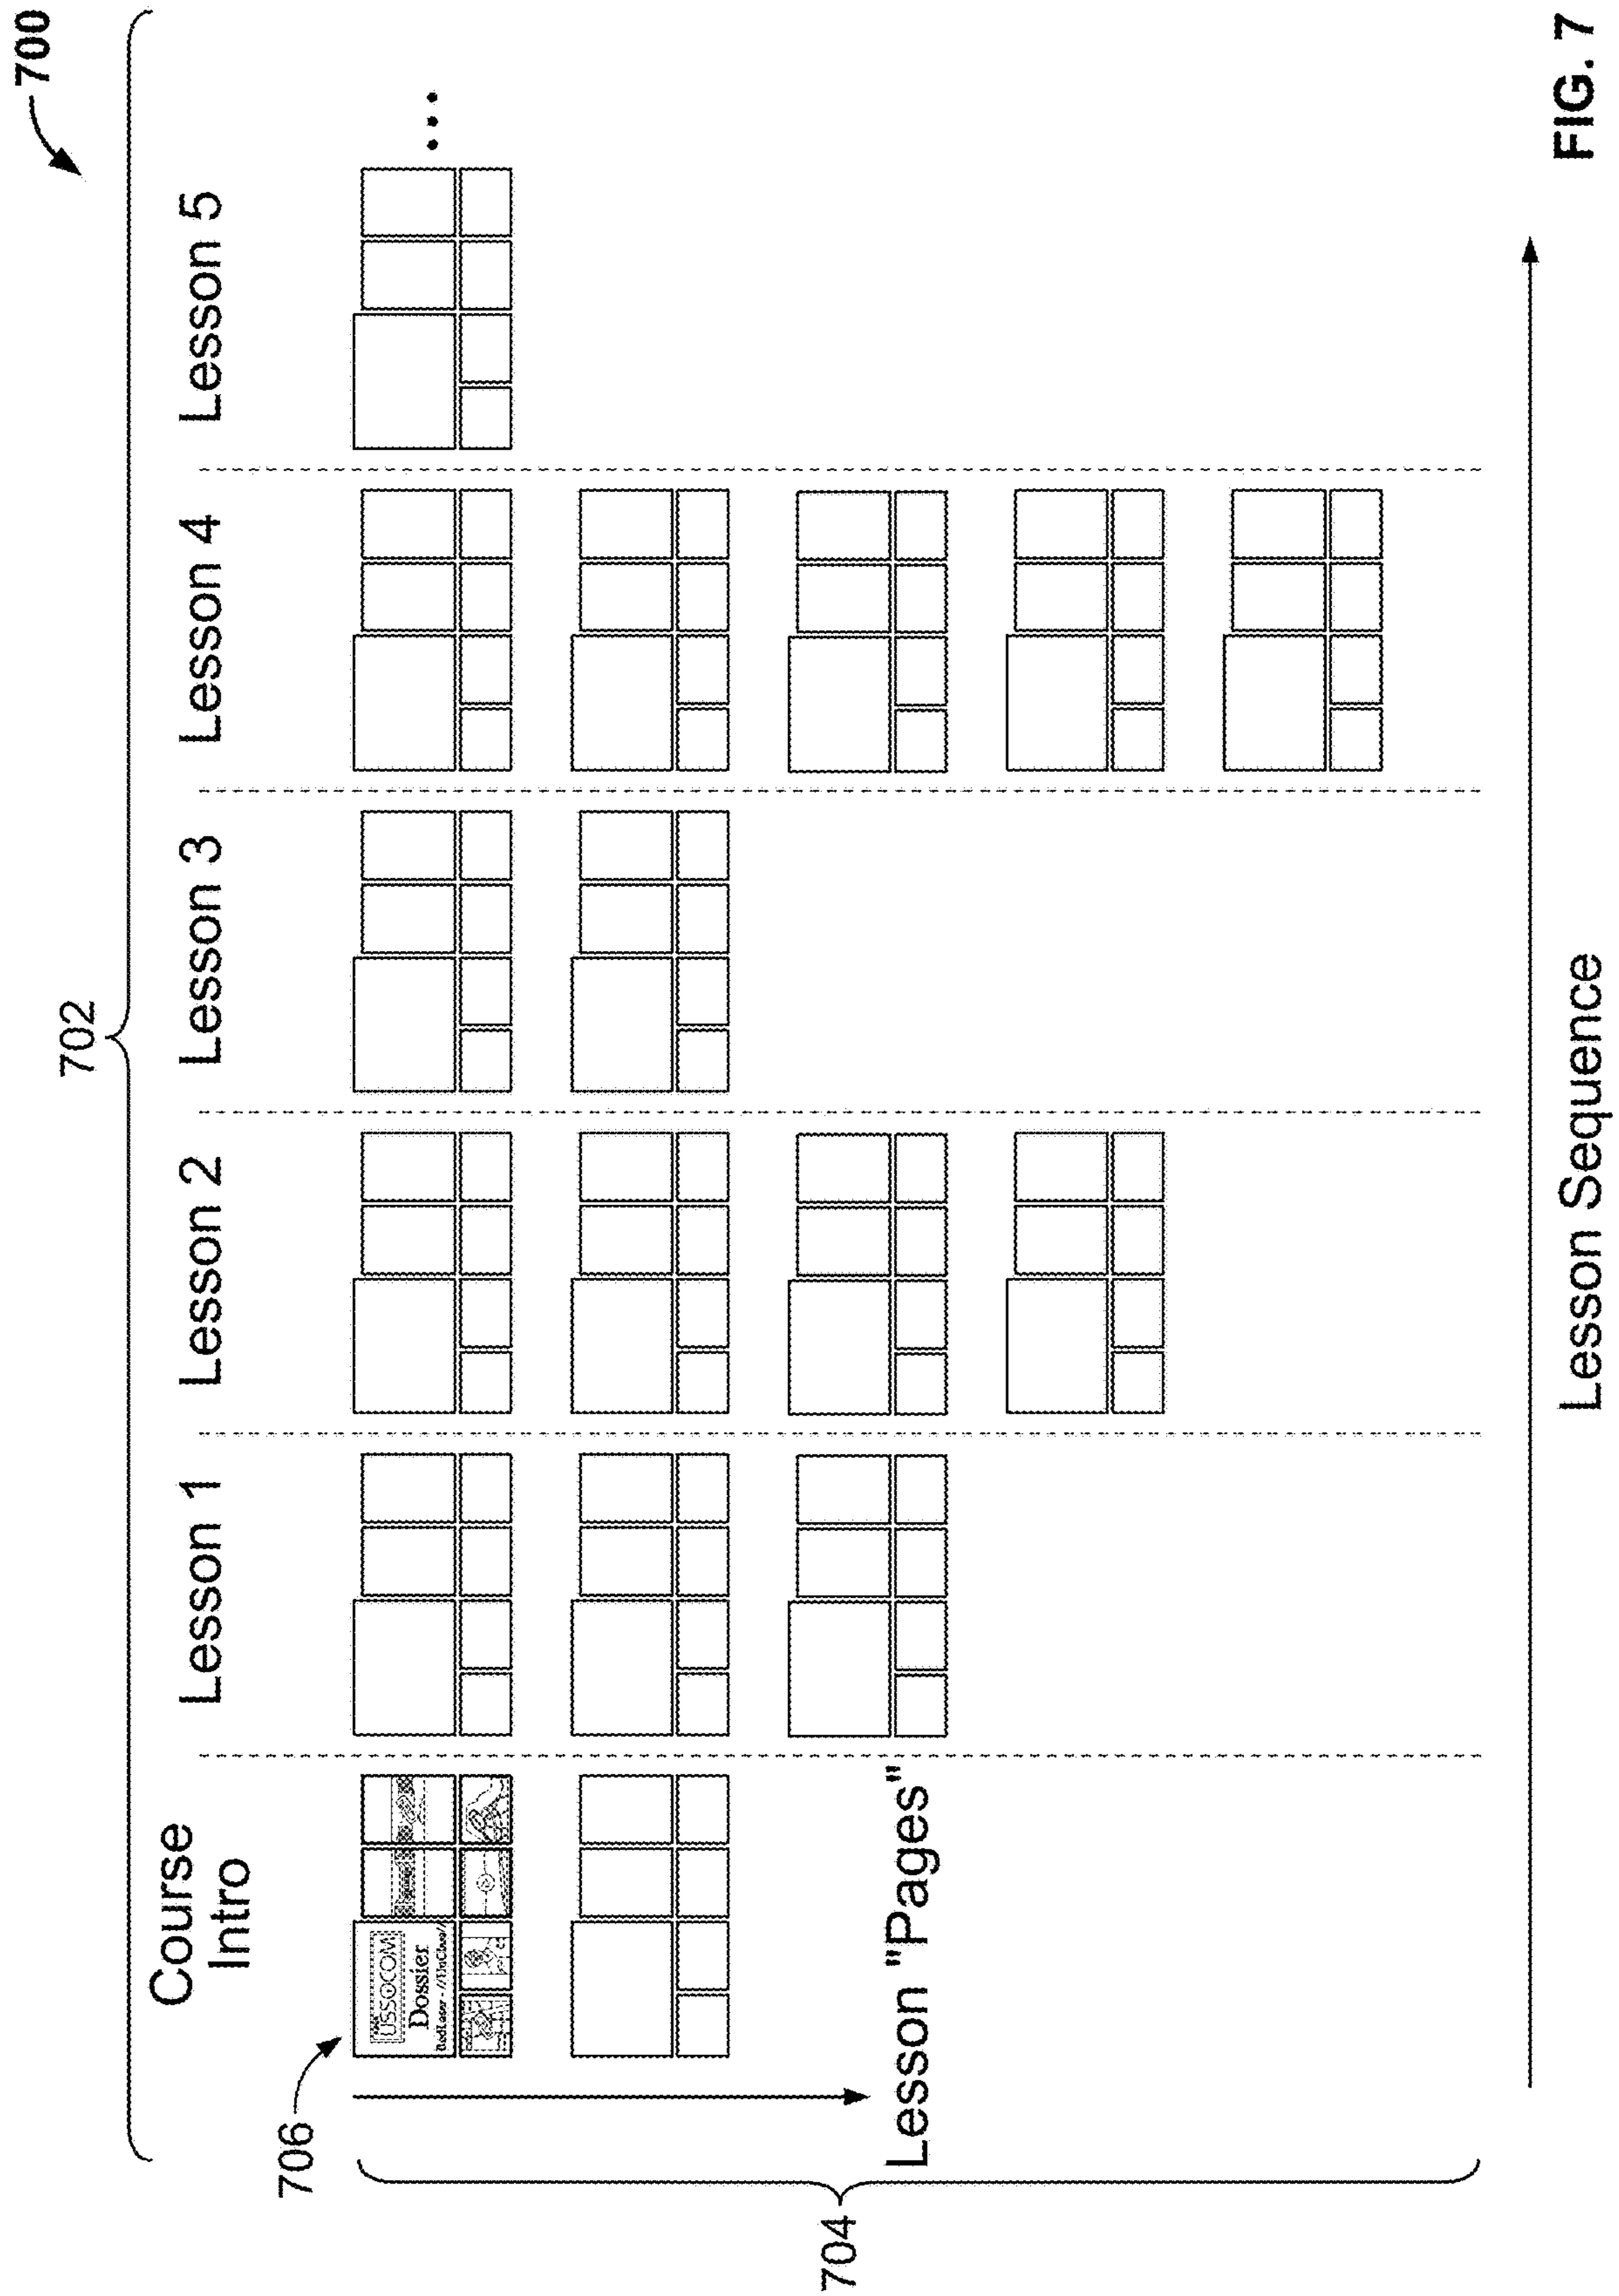 700
702
Course
Intro
Lesson 1
Lesson 2
Lesson 3
Lesson 4
Lesson 5
...
706
USSOCOM
Dossier
704
Lesson "Pages"
Lesson Sequence
FIG. 7